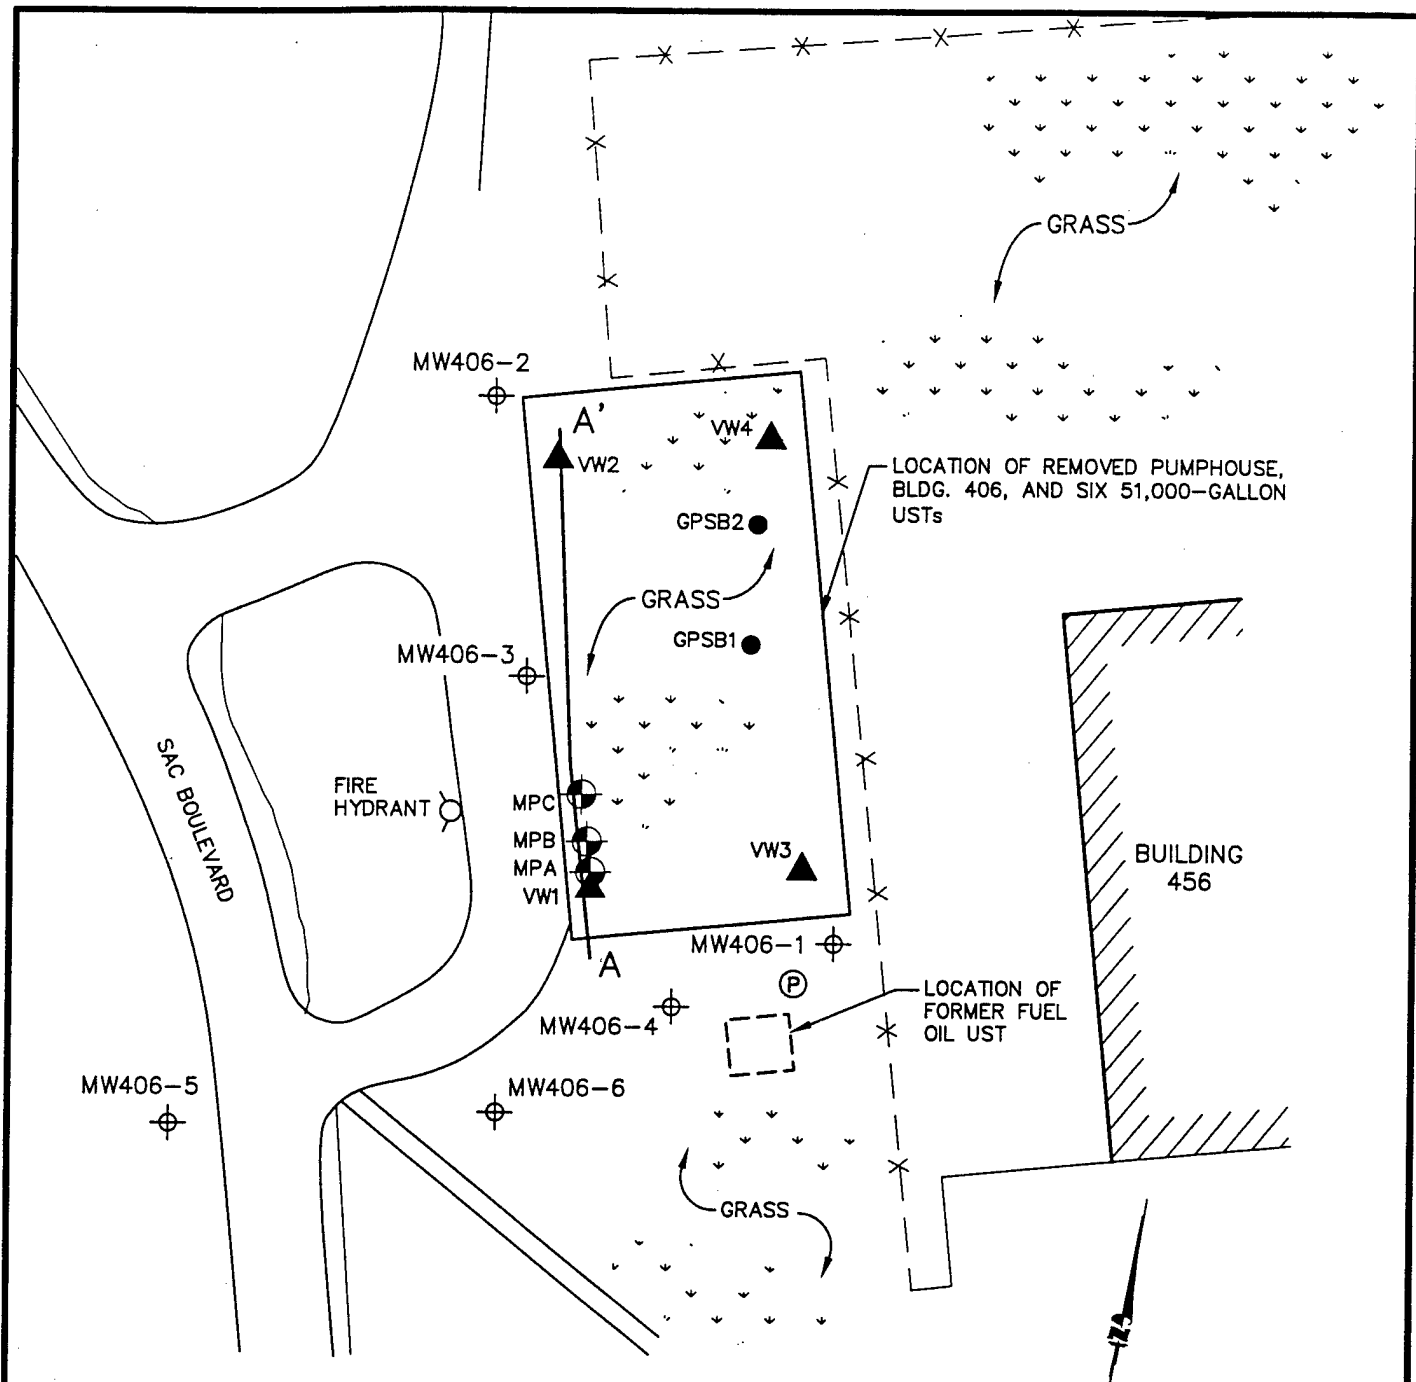 GRASS
MW406-2
A'
VW4
VW2
LOCATION OF REMOVED PUMPHOUSE,
BLDG. 406, AND SIX 51,000-GALLON
USTs
GPSB2
GRASS
GPSB1
MW406-3
SAC BOULEVARD
FIRE
HYDRANT
MPC
MPB
MPA
VW1
VW3
BUILDING
456
MW406-1
A
P
LOCATION OF
FORMER FUEL
OIL UST
MW406-4
MW406-5
MW406-6
GRASS
N